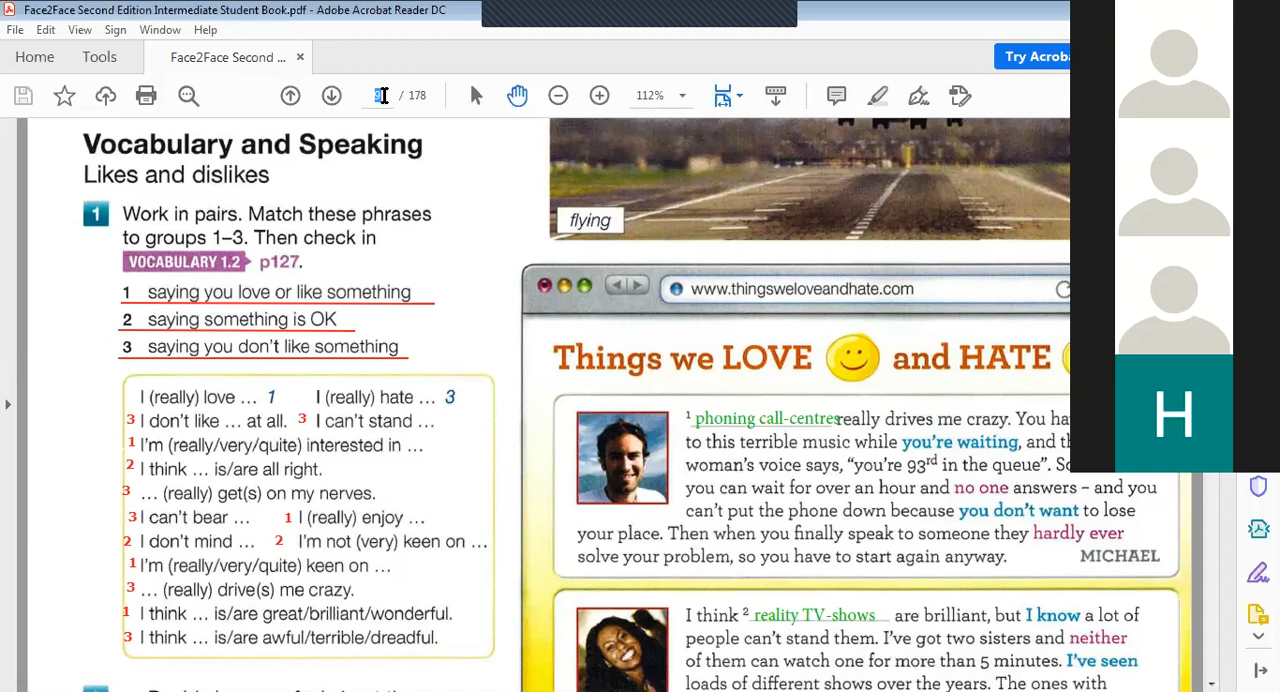 Face2Face Second Edition Intermediate Student Book.pdf - Adobe Acrobat Reader DC
File Edit View Sign Window Help
Home Tools Face2Face Second ... × Try Acroba
/ 178 112%
Vocabulary and Speaking
Likes and dislikes
1 Work in pairs. Match these phrases
to groups 1–3. Then check in
VOCABULARY 1.2 p127.
1 saying you love or like something
2 saying something is OK
3 saying you don't like something
I (really) love ... 1 I (really) hate ... 3
3 I don't like ... at all. 3 I can't stand ...
1 I'm (really/very/quite) interested in ...
2 I think ... is/are all right.
3 ... (really) get(s) on my nerves.
3 I can't bear ... 1 I (really) enjoy ...
2 I don't mind ... 2 I'm not (very) keen on ...
1 I'm (really/very/quite) keen on ...
3 ... (really) drive(s) me crazy.
1 I think ... is/are great/brilliant/wonderful.
3 I think ... is/are awful/terrible/dreadful.
flying
www.thingsweloveandhate.com
Things we LOVE and HATE
1 phoning call-centres really drives me crazy. You ha
to this terrible music while you're waiting, and th
woman's voice says, "you're 93rd in the queue". So
you can wait for over an hour and no one answers – and you
can't put the phone down because you don't want to lose
your place. Then when you finally speak to someone they hardly ever
solve your problem, so you have to start again anyway. MICHAEL
I think 2 reality TV-shows are brilliant, but I know a lot of
people can't stand them. I've got two sisters and neither
of them can watch one for more than 5 minutes. I've seen
loads of different shows over the years. The ones with
H